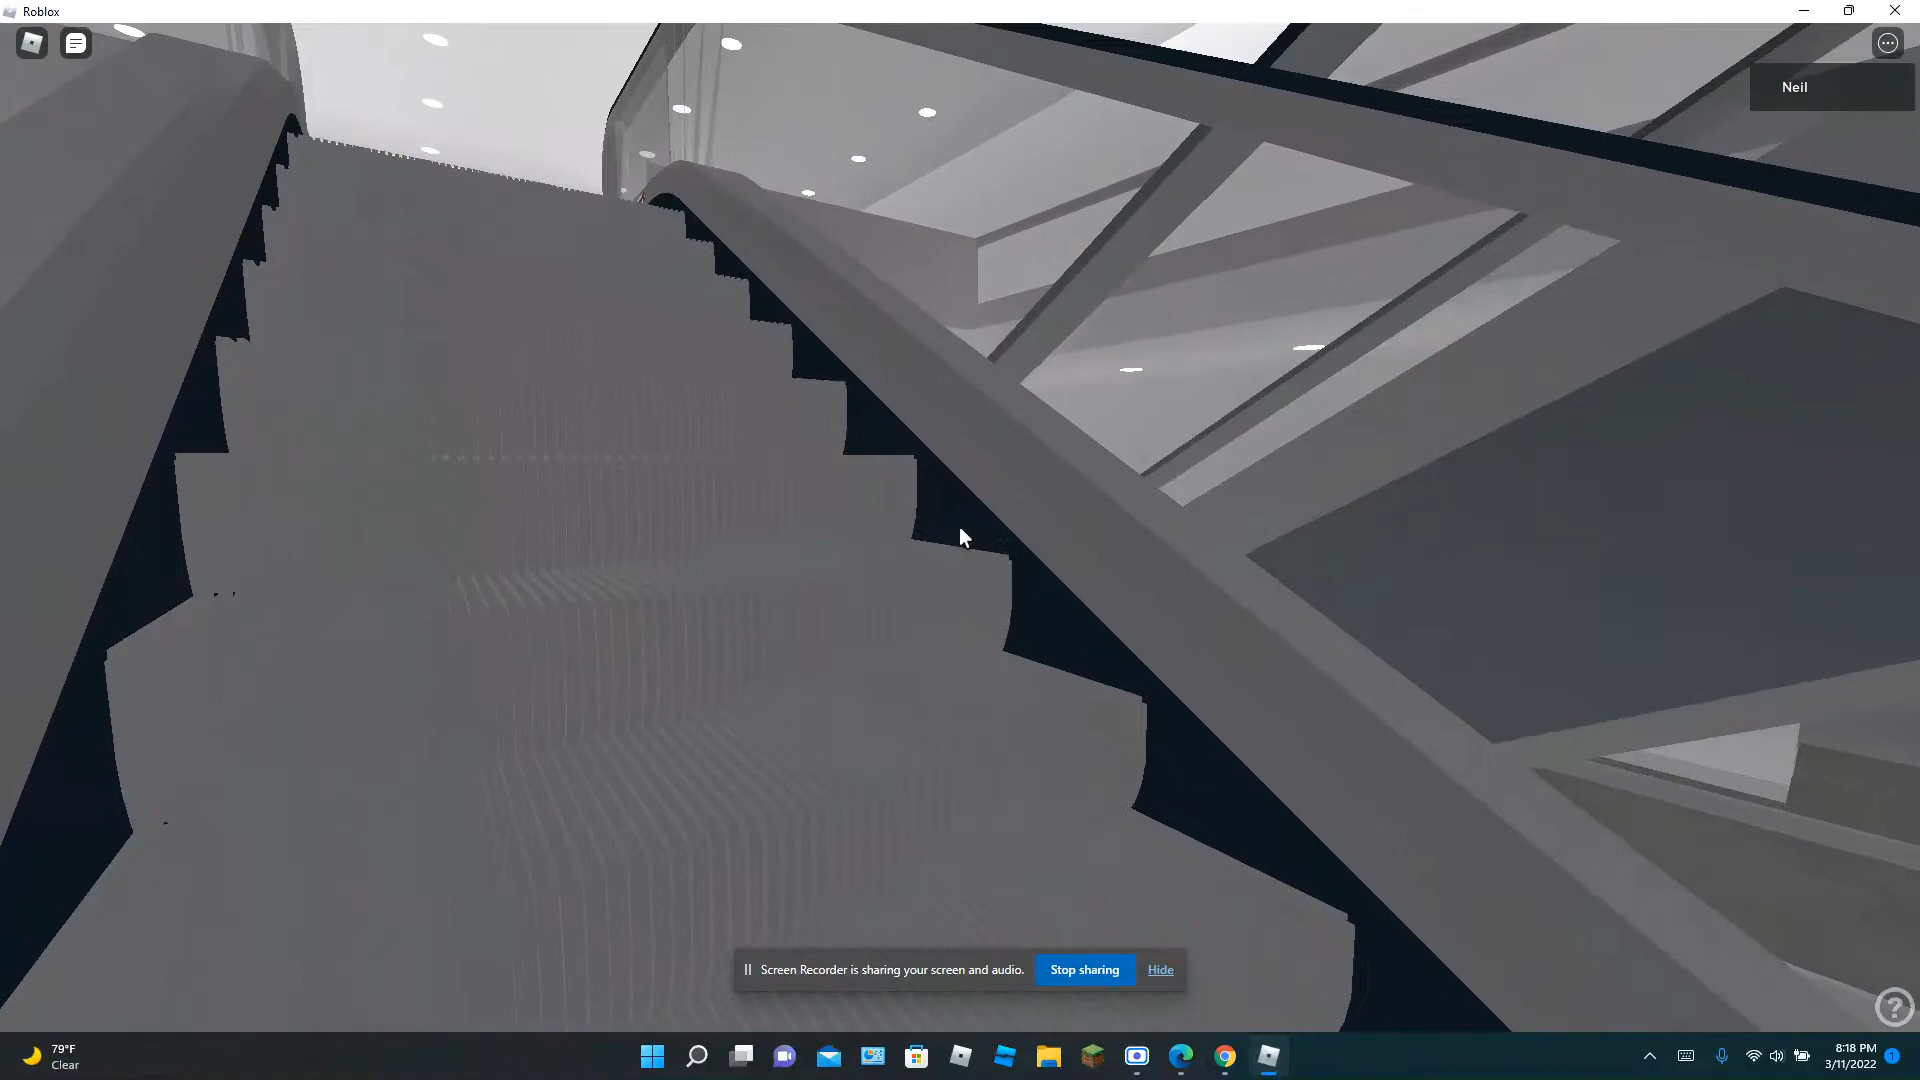 Roblox
Neil
Screen Recorder is sharing your screen and audio.
Stop sharing
Hide
79°F
Clear
8:18 PM
3/11/2022
1